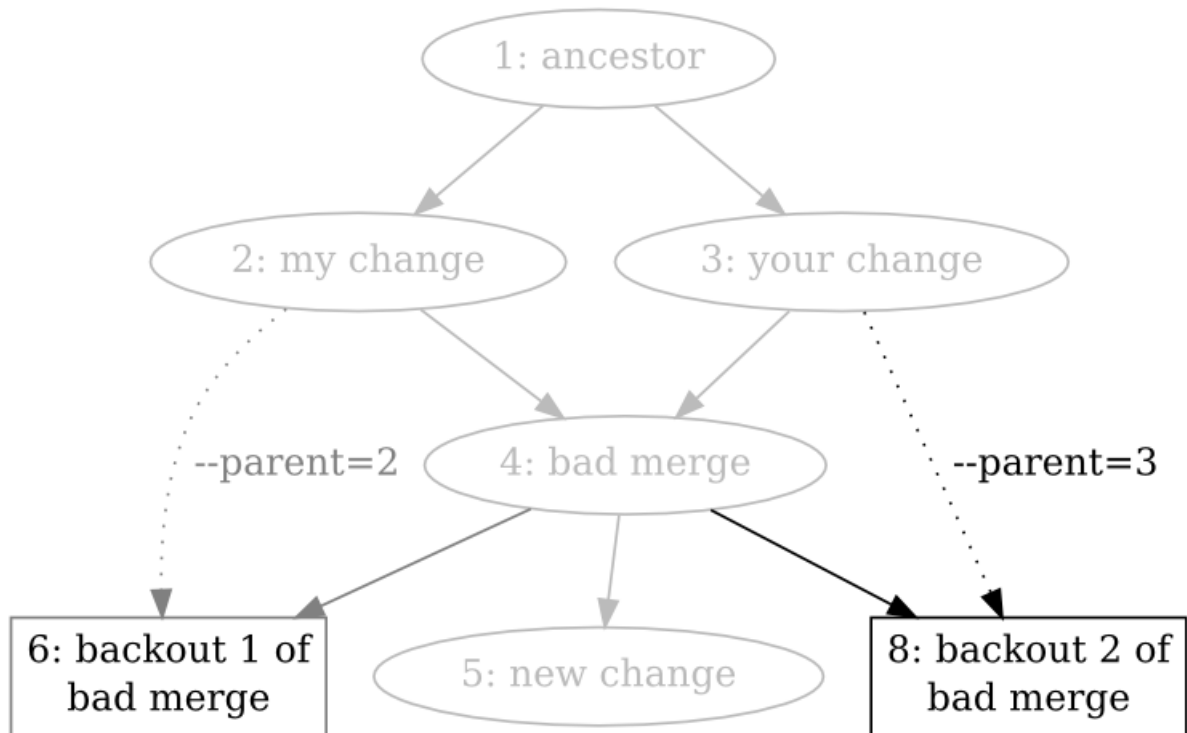 1: ancestor
2: my change
3: your change
--parent=2
4: bad merge
--parent=3
6: backout 1 of
bad merge
5: new change
8: backout 2 of
bad merge